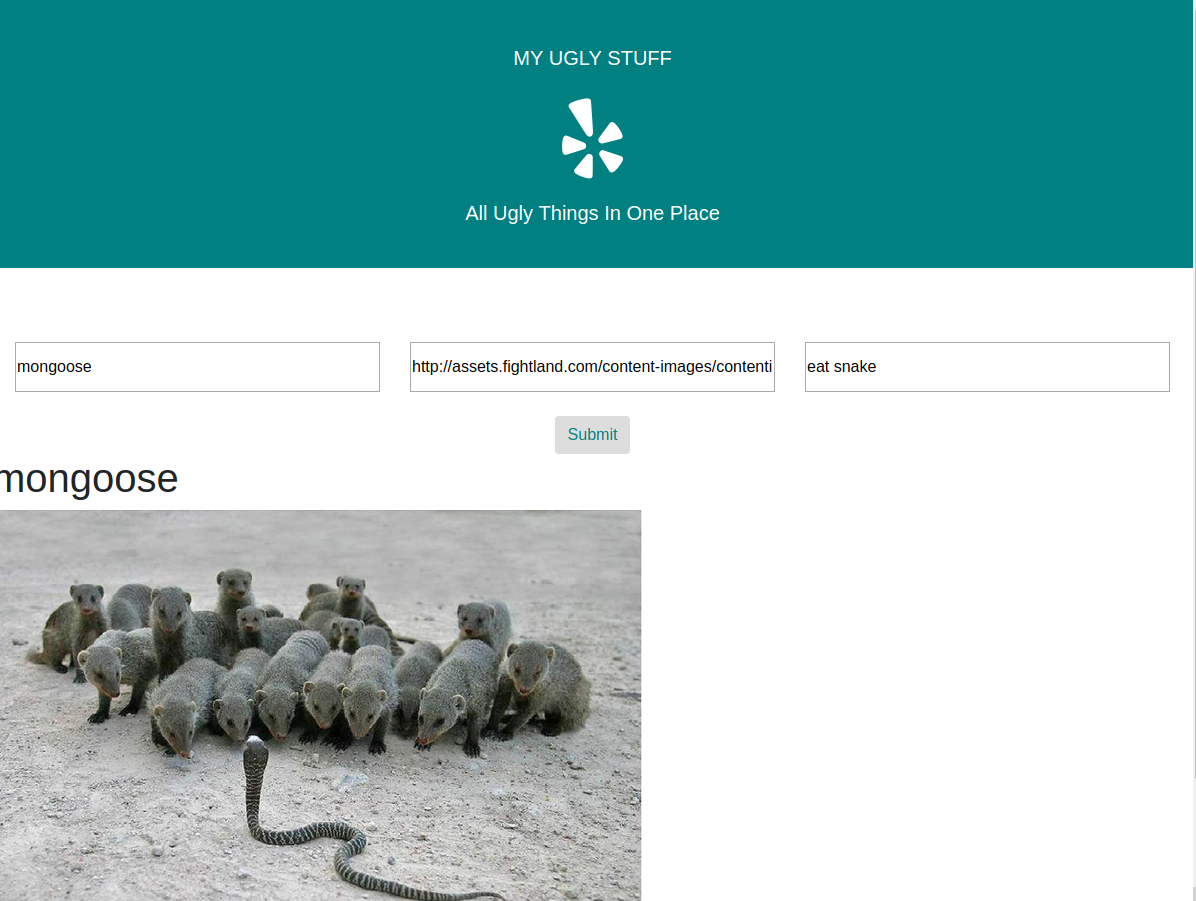 MY UGLY STUFF
All Ugly Things In One Place
mongoose
http://assets.fightland.com/content-images/contenti
eat snake
Submit
mongoose